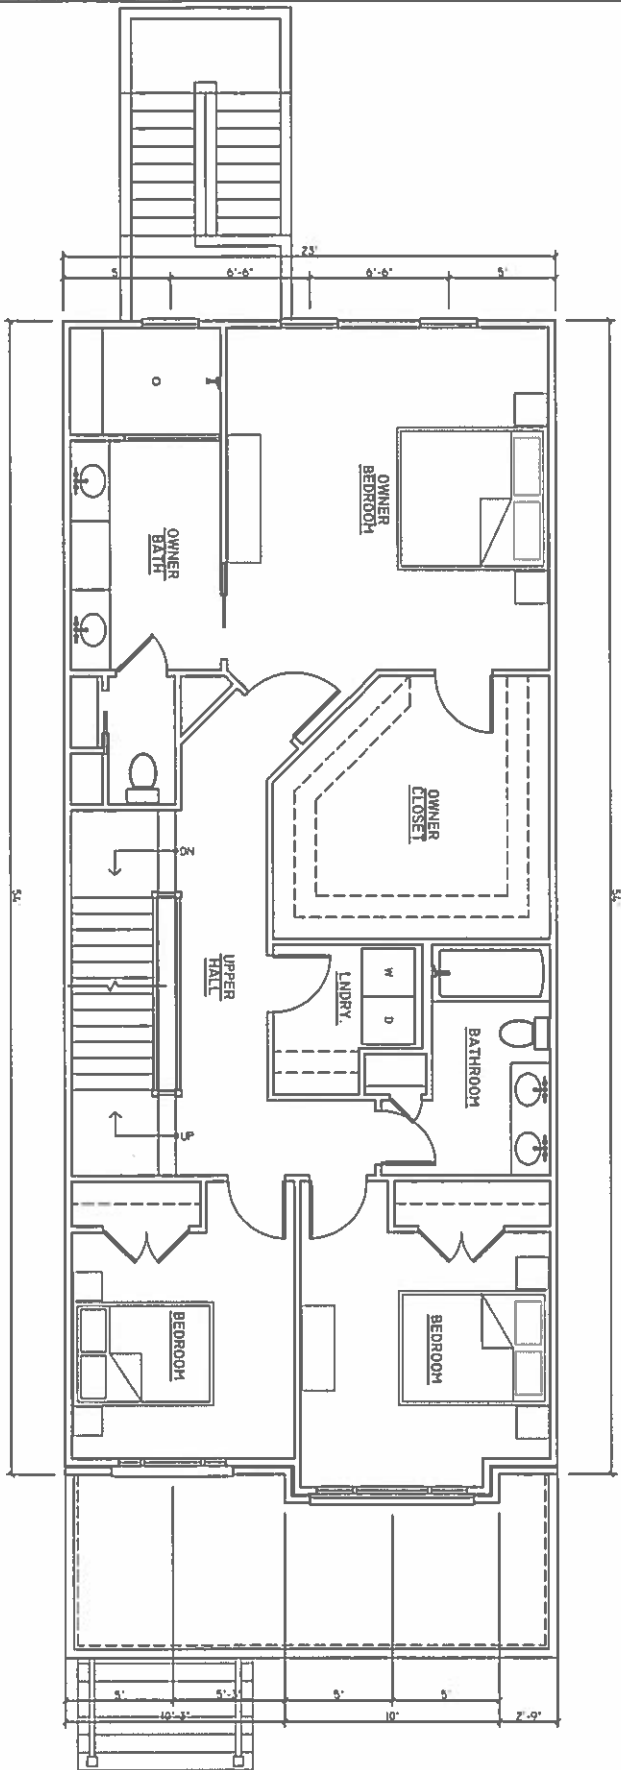 23'
5'
6'-6"
6'-6"
5'
54'
54'
OWNER
BEDROOM
OWNER
BATH
OWNER
CLOSET
DN
UPPER
HALL
W
D
LNDRY.
BATHROOM
UP
BEDROOM
BEDROOM
5'
5'-3"
5'
5'
10'-3"
10'
2'-9"